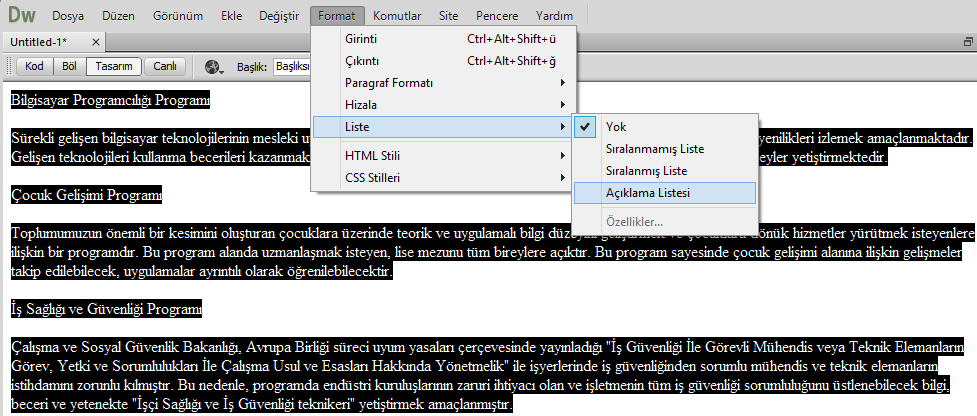 Dw Dosya Düzen Görünüm Ekle Değiştir Format Komutlar Site Pencere Yardım
Untitled-1* ×
Kod Böl Tasarım Canlı Başlık: Başlıksı
Girinti Ctrl+Alt+Shift+ü
Çıkıntı Ctrl+Alt+Shift+ğ
Paragraf Formatı
Hizala
Liste
HTML Stili
CSS Stilleri
Yok
Sıralanmamış Liste
Sıralanmış Liste
Açıklama Listesi
Özellikler...
Bilgisayar Programcılığı Programı
Sürekli gelişen bilgisayar teknolojilerinin mesleki yenilikleri izlemek amaçlanmaktadır.
Gelişen teknolojileri kullanma becerileri yetiştirmektedir.
Çocuk Gelişimi Programı
Toplumumuzun önemli bir kesimini oluşturan çocuklara üzerinde teorik ve uygulamalı bilgi hizmetler yürütmek isteyenlere
ilişkin bir programdır. Bu program alanda uzmanlaşmak isteyen, lise mezunu tüm bireylere açıktır. Bu program sayesinde çocuk gelişimi alanına ilişkin gelişmeler
takip edilebilecek, uygulamalar ayrıntılı olarak öğrenilebilecektir.
İş Sağlığı ve Güvenliği Programı
Çalışma ve Sosyal Güvenlik Bakanlığı, Avrupa Birliği süreci uyum yasaları çerçevesinde yayınladığı "İş Güvenliği İle Görevli Mühendis veya Teknik Elemanların
Görev, Yetki ve Sorumlulukları İle Çalışma Usul ve Esasları Hakkında Yönetmelik" ile işyerlerinde iş güvenliğinden sorumlu mühendis ve teknik elemanların
istihdamını zorunlu kılmıştır. Bu nedenle, programda endüstri kuruluşlarının zaruri ihtiyacı olan ve işletmenin tüm iş güvenliği sorumluluğunu üstlenebilecek bilgi,
beceri ve yetenekte "İşçi Sağlığı ve İş Güvenliği teknikeri" yetiştirmek amaçlanmıştır.